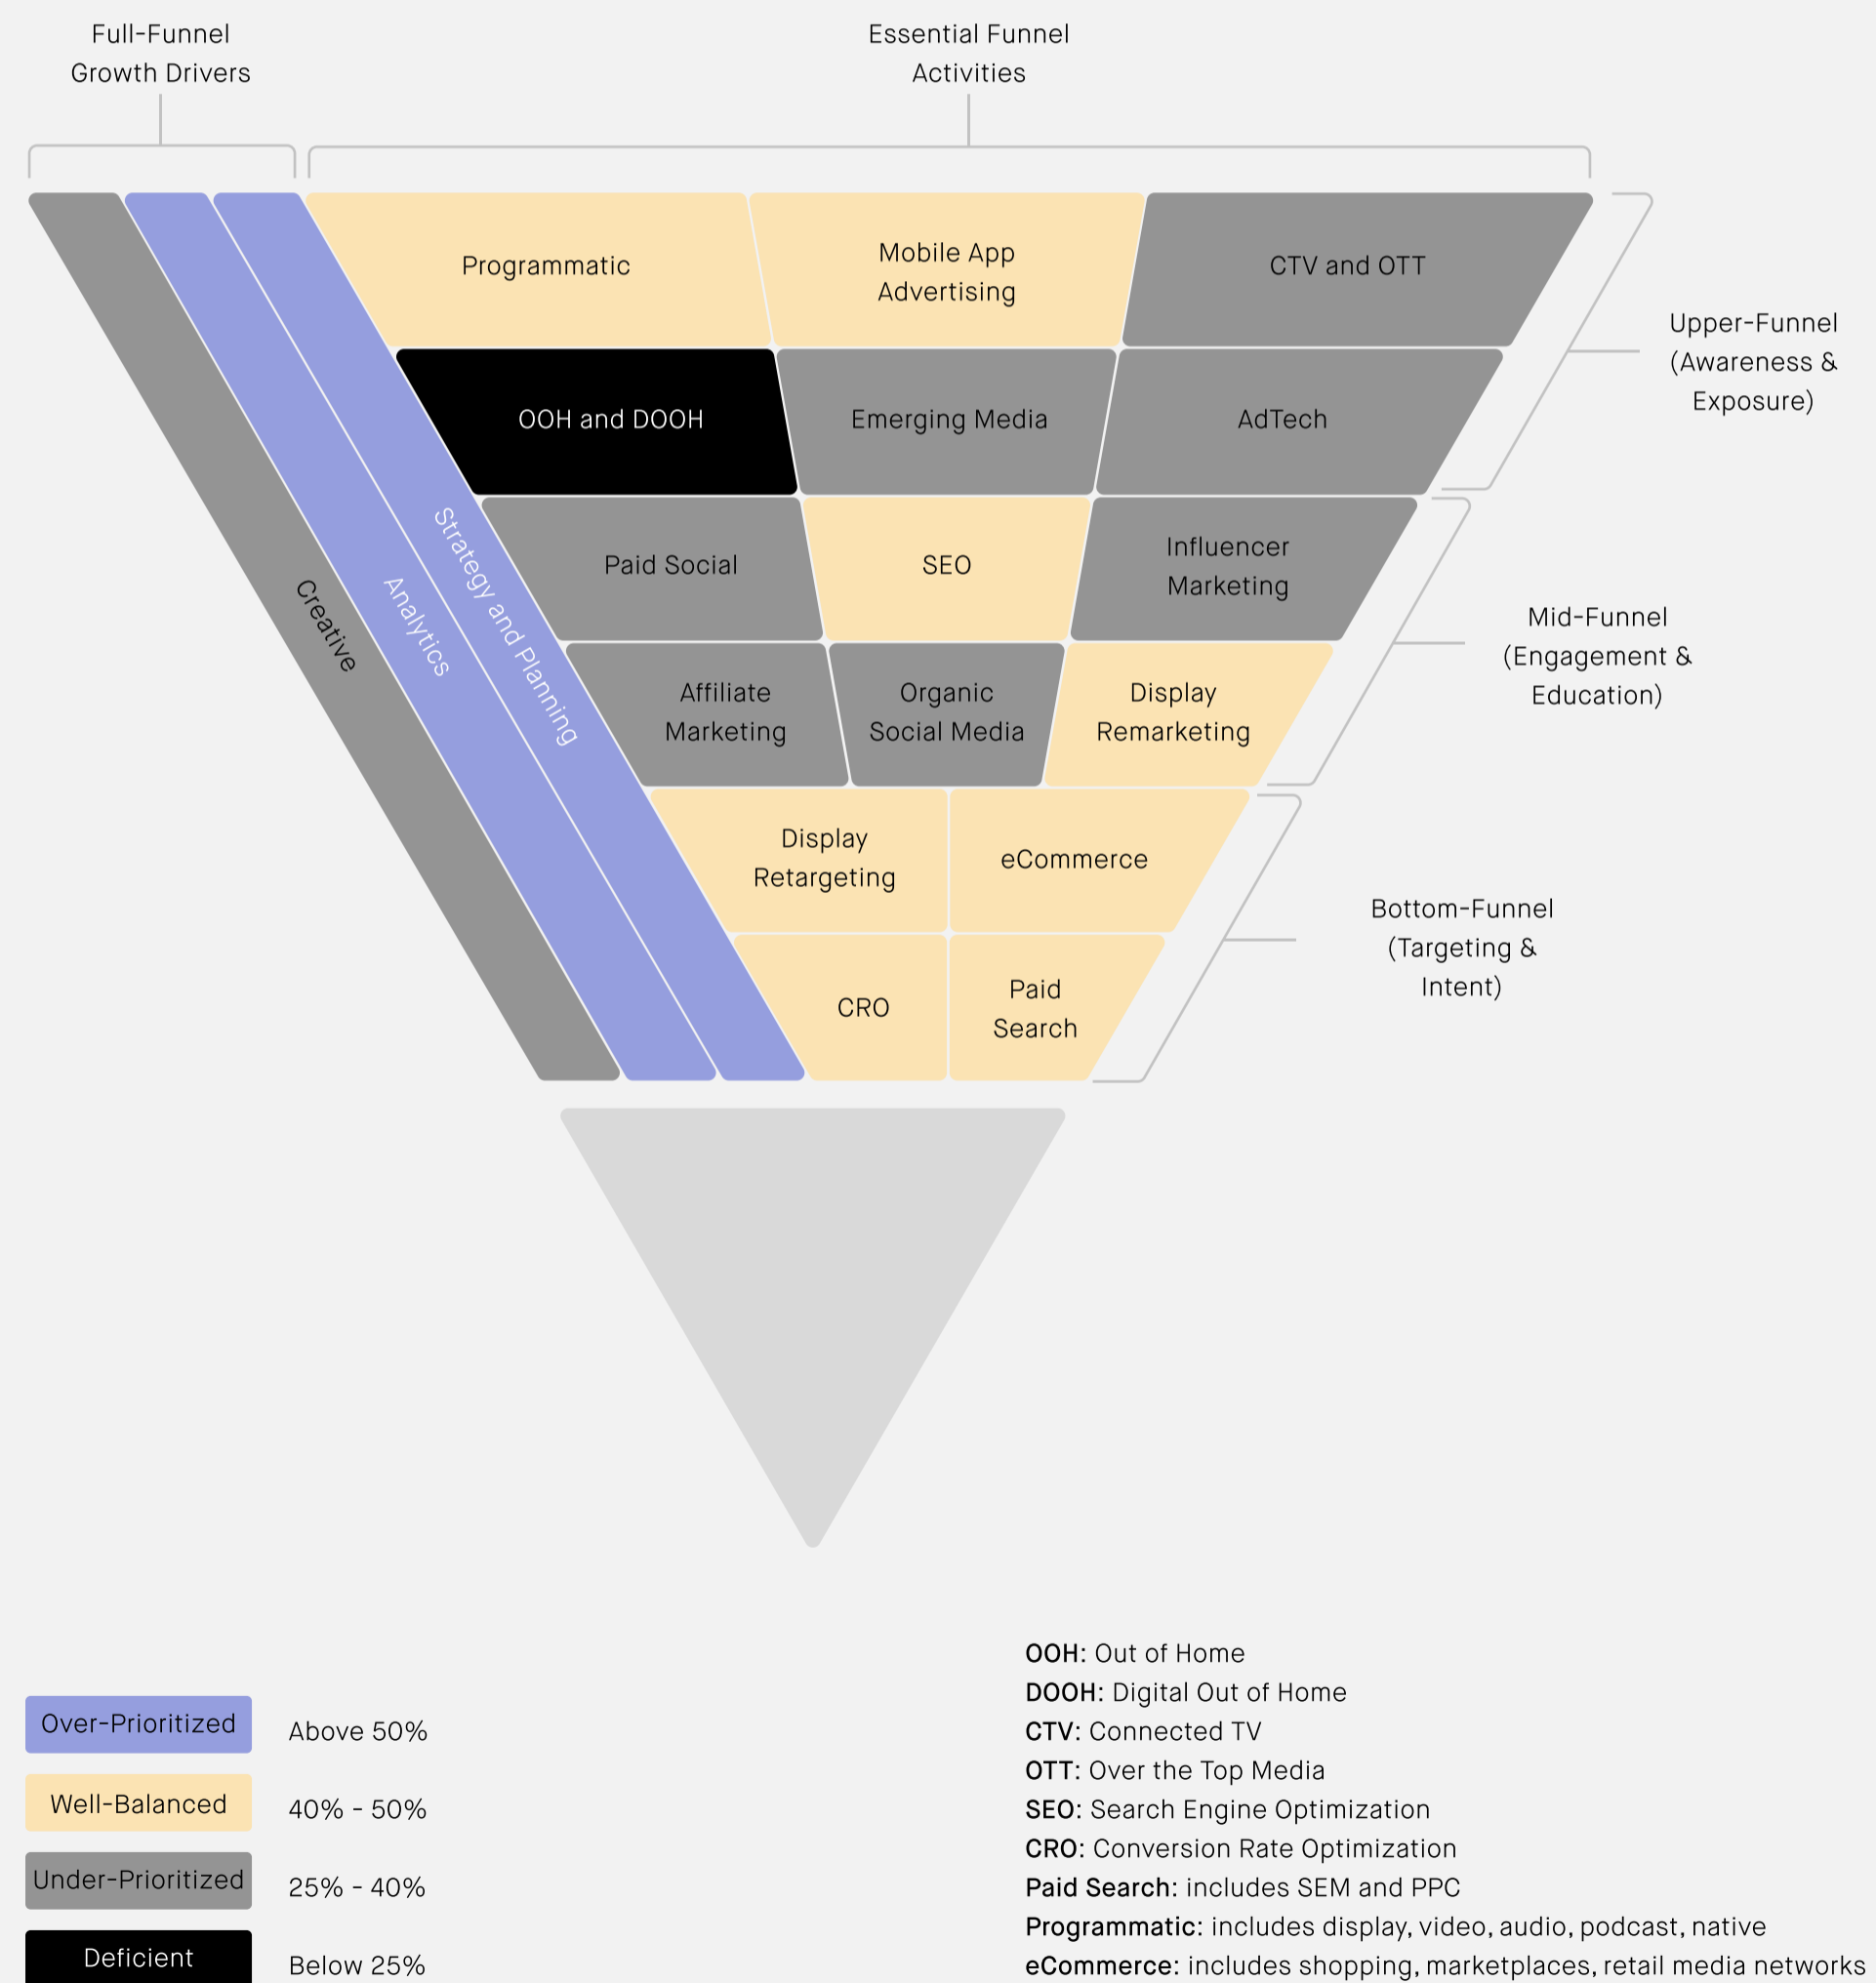 Full-Funnel
Growth Drivers
Essential Funnel
Activities
Programmatic
Mobile App
Advertising
CTV and OTT
Upper-Funnel
(Awareness &
Exposure)
OOH and DOOH
Emerging Media
AdTech
Creative
Analytics
Strategy and Planning
Paid Social
SEO
Influencer
Marketing
Mid-Funnel
(Engagement &
Education)
Affiliate
Marketing
Organic
Social Media
Display
Remarketing
Display
Retargeting
eCommerce
Bottom-Funnel
(Targeting &
Intent)
CRO
Paid
Search
Over-Prioritized
Above 50%
Well-Balanced
40% - 50%
Under-Prioritized
25% - 40%
Deficient
Below 25%
OOH: Out of Home
DOOH: Digital Out of Home
CTV: Connected TV
OTT: Over the Top Media
SEO: Search Engine Optimization
CRO: Conversion Rate Optimization
Paid Search: includes SEM and PPC
Programmatic: includes display, video, audio, podcast, native
eCommerce: includes shopping, marketplaces, retail media networks